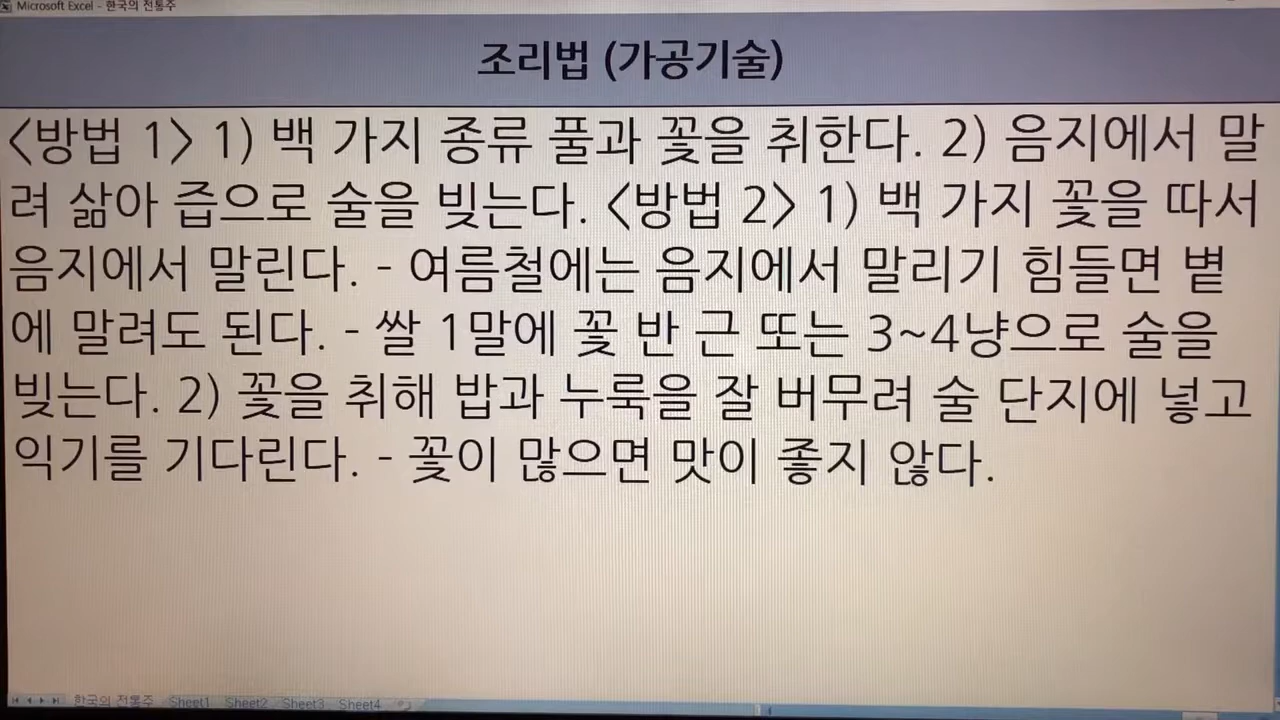 Microsoft Excel - 한국의 전통주
조리법 (가공기술)
<방법 1> 1) 백 가지 종류 풀과 꽃을 취한다. 2) 음지에서 말
려 삶아 즙으로 술을 빚는다. <방법 2> 1) 백 가지 꽃을 따서
음지에서 말린다. - 여름철에는 음지에서 말리기 힘들면 볕
에 말려도 된다. - 쌀 1말에 꽃 반 근 또는 3~4냥으로 술을
빚는다. 2) 꽃을 취해 밥과 누룩을 잘 버무려 술 단지에 넣고
익기를 기다린다. - 꽃이 많으면 맛이 좋지 않다.
한국의 전통주 Sheet1 Sheet2 Sheet3 Sheet4